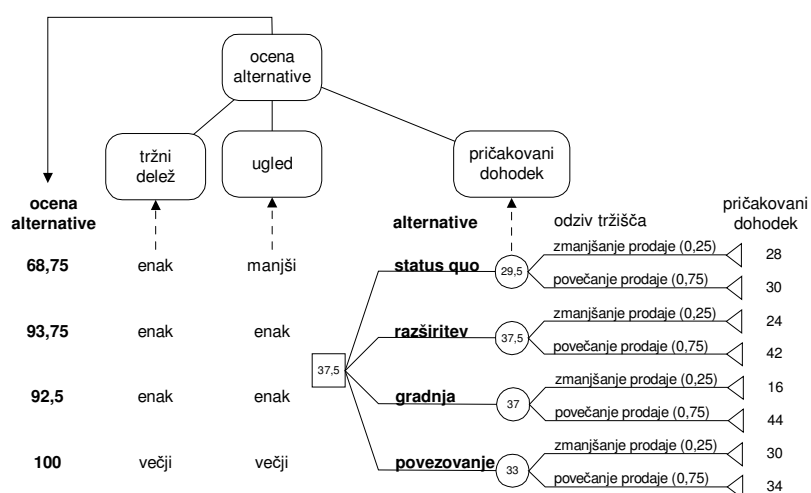 ocena
alternative
tržni
delež
ugled
pričakovani
dohodek
ocena
alternative
alternative
odziv tržišča
pričakovani
dohodek
68,75
enak
manjši
status quo
29,5
zmanjšanje prodaje (0,25)
28
povečanje prodaje (0,75)
30
93,75
enak
enak
razširitev
37,5
zmanjšanje prodaje (0,25)
24
povečanje prodaje (0,75)
42
37,5
92,5
enak
enak
gradnja
37
zmanjšanje prodaje (0,25)
16
povečanje prodaje (0,75)
44
100
večji
večji
povezovanje
33
zmanjšanje prodaje (0,25)
30
povečanje prodaje (0,75)
34